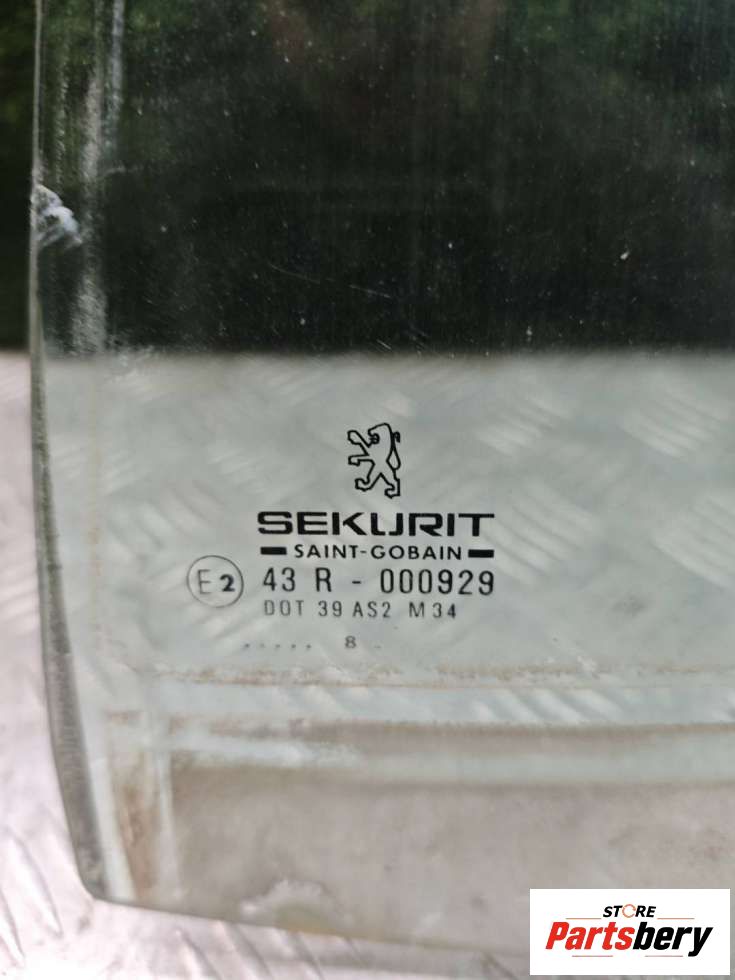 SEKURIT
SAINT-GOBAIN
E2 43 R - 000929
DOT 39 AS2 M34
..... 8 .
STORE
Partsbery